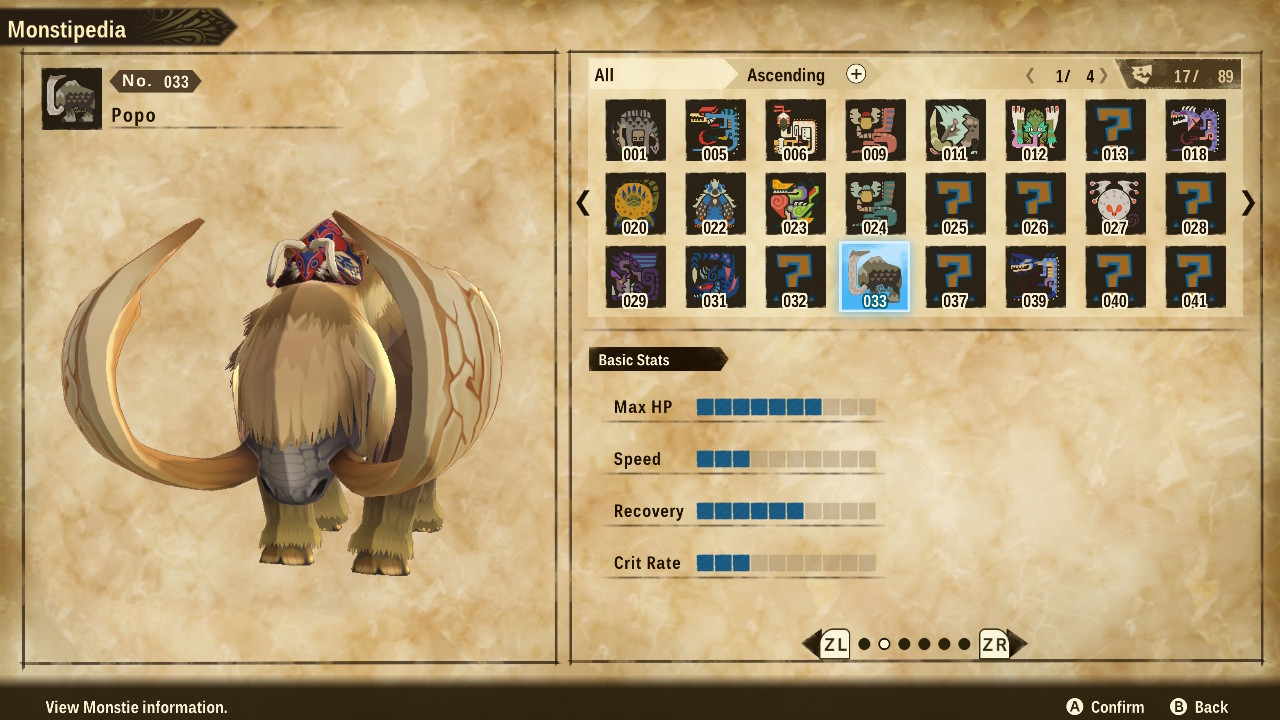 Monstipedia
No. 033
Popo
All
Ascending
1/ 4
17/ 89
001
005
006
009
011
012
013
018
020
022
023
024
025
026
027
028
029
031
032
033
037
039
040
041
Basic Stats
Max HP
Speed
Recovery
Crit Rate
ZL
ZR
View Monstie information.
A Confirm
B Back